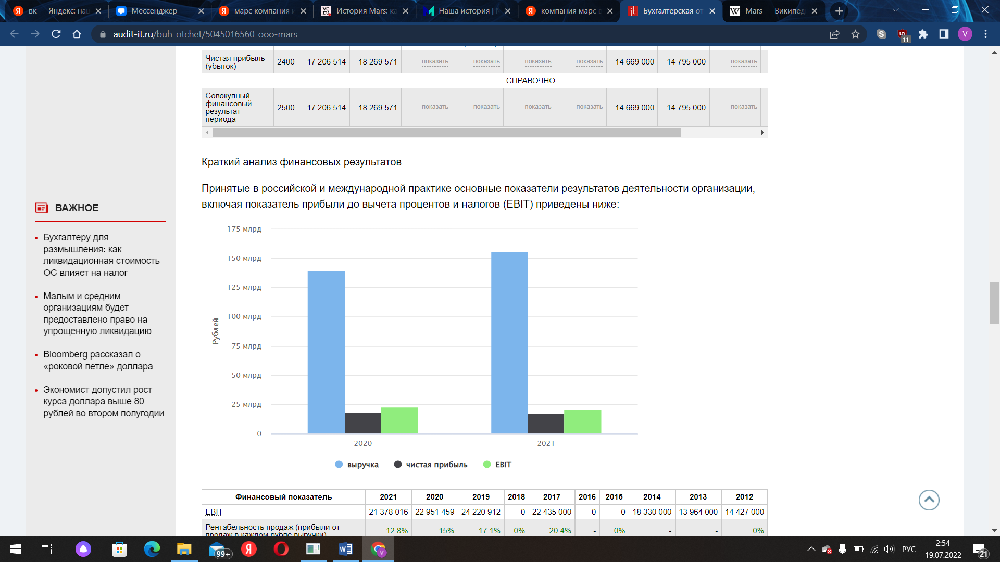 вк — Яндекс: наш
Мессенджер
марс компания и
История Mars: ка
Наша история | M
компания марс в
Бухгалтерская от
Mars — Википеди
audit-it.ru/buh_otchet/5045016560_ooo-mars
11
V
Чистая прибыль (убыток) 2400 17 206 514 18 269 571 показать показать показать показать 14 669 000 14 795 000 показать
СПРАВОЧНО
Совокупный финансовый результат периода 2500 17 206 514 18 269 571 показать показать показать показать 14 669 000 14 795 000 показать
Краткий анализ финансовых результатов
Принятые в российской и международной практике основные показатели результатов деятельности организации,
включая показатель прибыли до вычета процентов и налогов (EBIT) приведены ниже:
ВАЖНОЕ
Бухгалтеру для
размышления: как
ликвидационная стоимость
ОС влияет на налог
Малым и средним
организациям будет
предоставлено право на
упрощенную ликвидацию
Bloomberg рассказал о
«роковой петле» доллара
Экономист допустил рост
курса доллара выше 80
рублей во втором полугодии
Рублей
175 млрд
150 млрд
125 млрд
100 млрд
75 млрд
50 млрд
25 млрд
0
2020 2021
выручка чистая прибыль EBIT
Финансовый показатель 2021 2020 2019 2018 2017 2016 2015 2014 2013 2012
EBIT 21 378 016 22 951 459 24 220 912 0 22 435 000 0 0 18 330 000 13 964 000 14 427 000
Рентабельность продаж (прибыли от
продаж в каждом рубле выручки) 12.8% 15% 17.1% 0% 20.4% - 0% - - 0%
99+
V
РУС
2:54
19.07.2022
21